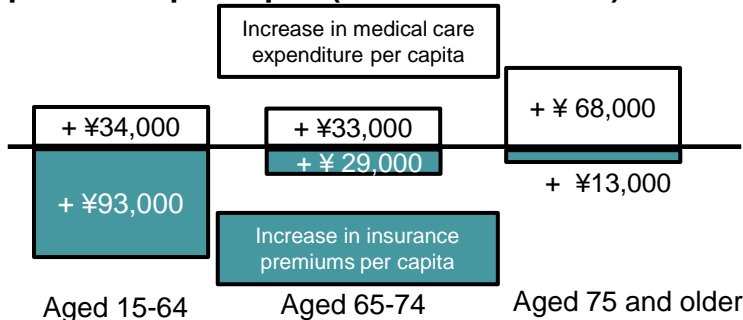 Increase in medical care
expenditure per capita
+ ¥34,000
+ ¥33,000
+ ¥ 68,000
+ ¥93,000
+ ¥ 29,000
+ ¥13,000
Increase in insurance
premiums per capita
Aged 15-64
Aged 65-74
Aged 75 and older